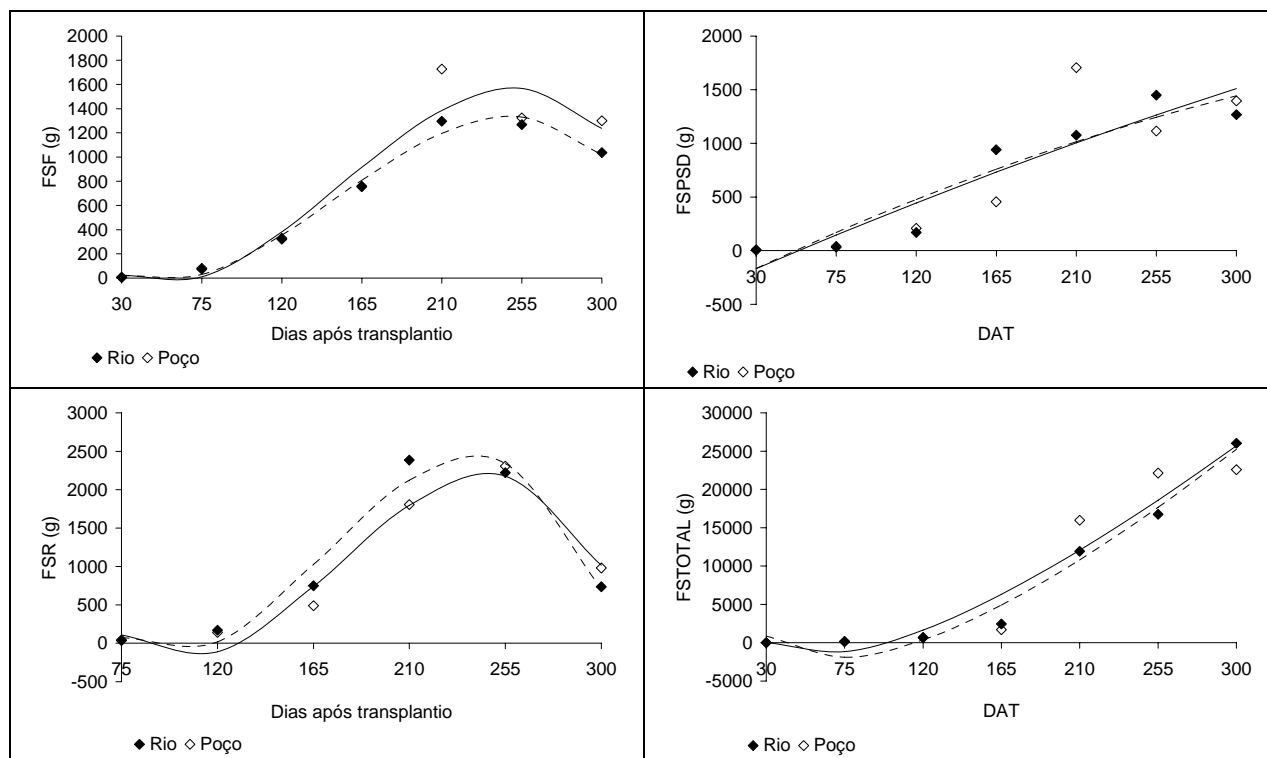 FSF (g)
2000
1800
1600
1400
1200
1000
800
600
400
200
0
30 75 120 165 210 255 300
Dias após transplantio
Rio Poço
FSPSD (g)
2000
1500
1000
500
0
-500
30 75 120 165 210 255 300
DAT
Rio Poço
FSR (g)
3000
2500
2000
1500
1000
500
0
-500
75 120 165 210 255 300
Dias após transplantio
Rio Poço
FSTOTAL (g)
30000
25000
20000
15000
10000
5000
0
-5000
30 75 120 165 210 255 300
DAT
Rio Poço